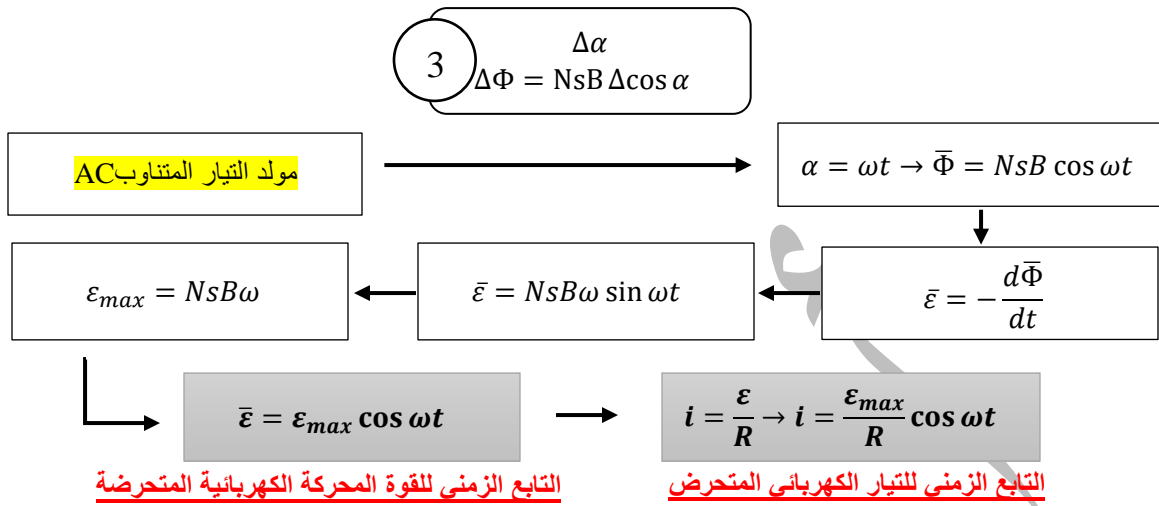 3
Δα
ΔΦ = NsB Δcos α
مولد التيار المتناوبAC
α = ωt → Φ̅ = NsB cos ωt
ε̅ = − dΦ̅/dt
ε̅ = NsBω sin ωt
ε_max = NsBω
ε̅ = ε_max cos ωt
i = ε/R → i = ε_max/R cos ωt
التابع الزمني للقوة المحركة الكهربائية المتحرضة
التابع الزمني للتيار الكهربائي المتحرض